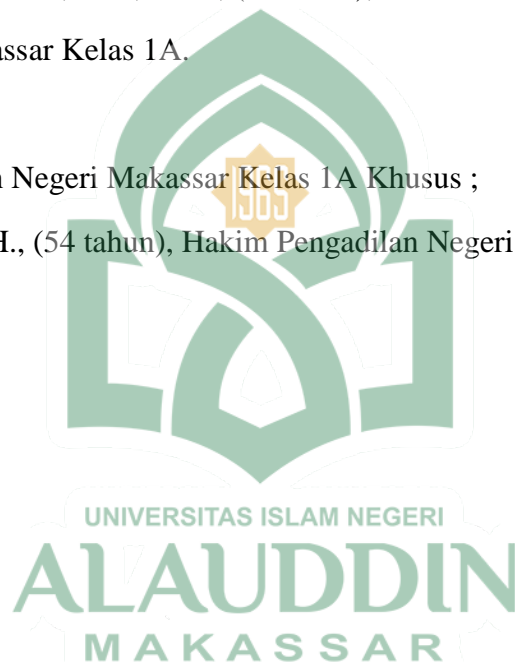 assar Kelas 1A.
n Negeri Makassar Kelas 1A Khusus ;
H., (54 tahun), Hakim Pengadilan Negeri
1965
UNIVERSITAS ISLAM NEGERI
ALAUDDIN
MAKASSAR